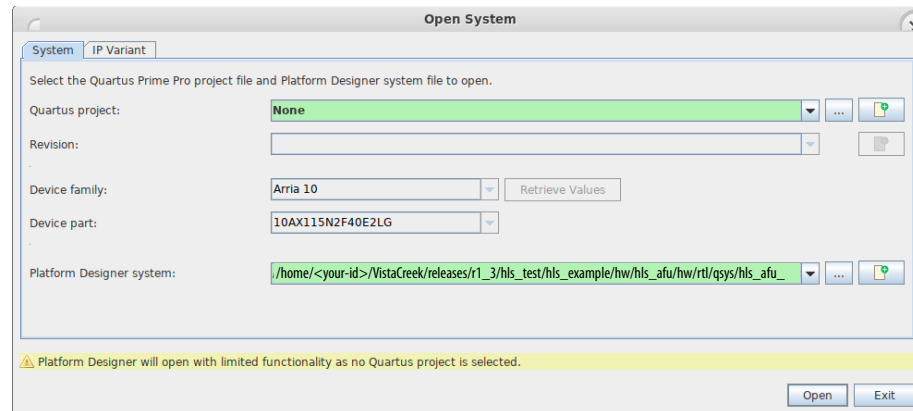 Open System
System IP Variant
Select the Quartus Prime Pro project file and Platform Designer system file to open.
Quartus project: None ...
Revision:
Device family: Arria 10 Retrieve Values
Device part: 10AX115N2F40E2LG
Platform Designer system: /home/<your-id>/VistaCreek/releases/r1_3/hls_test/hls_example/hw/hls_afu/hw/rtl/qsys/hls_afu_ ...
Platform Designer will open with limited functionality as no Quartus project is selected.
Open Exit